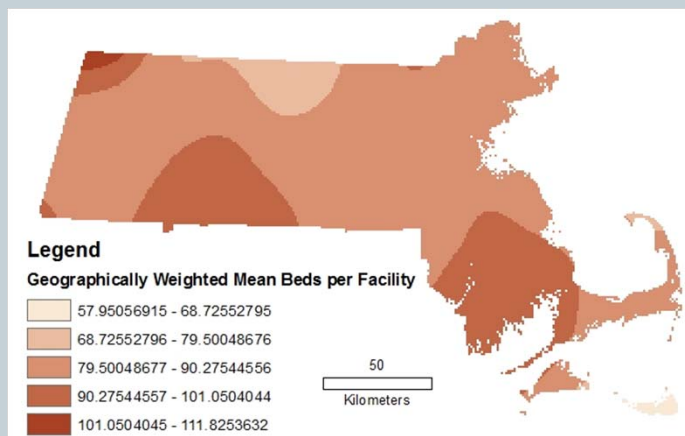 Legend
Geographically Weighted Mean Beds per Facility
57.95056915 - 68.72552795
68.72552796 - 79.50048676
79.50048677 - 90.27544556
90.27544557 - 101.0504044
101.0504045 - 111.8253632
50
Kilometers